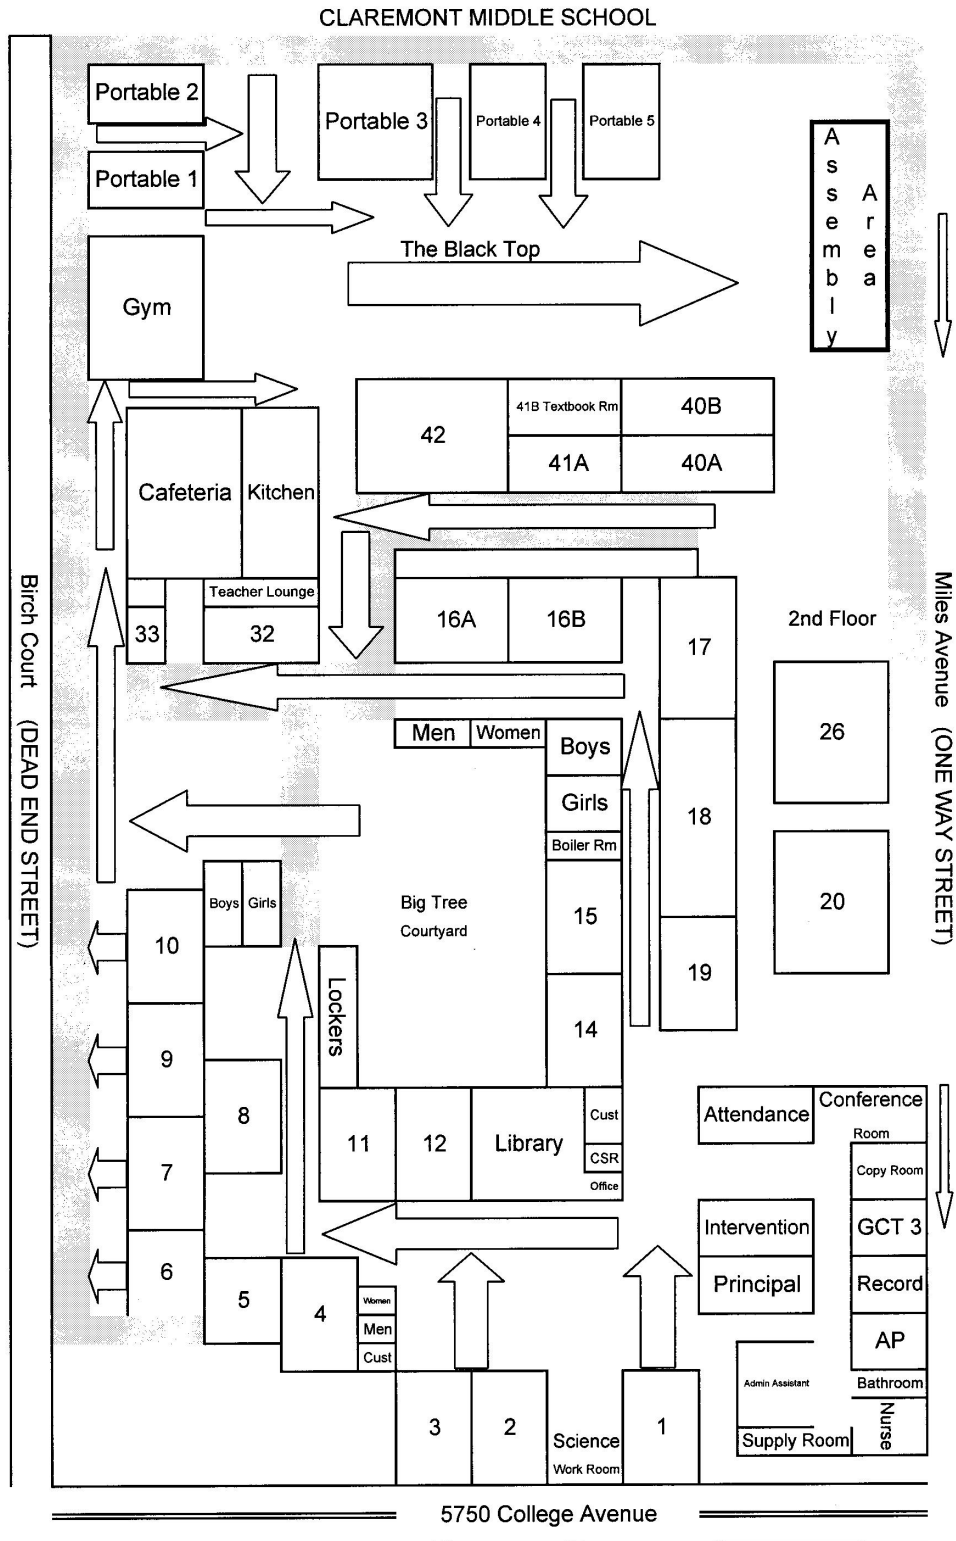 CLAREMONT MIDDLE SCHOOL
Portable 2
Portable 3
Portable 4
Portable 5
Portable 1
Assembly
Area
The Black Top
Gym
42
41B Textbook Rm
40B
41A
40A
Cafeteria
Kitchen
Teacher Lounge
33
32
16A
16B
17
2nd Floor
Birch Court (DEAD END STREET)
Miles Avenue (ONE WAY STREET)
Men
Women
Boys
26
Girls
Boiler Rm
18
Big Tree
Courtyard
15
20
Boys
Girls
10
19
Lockers
14
9
8
11
12
Library
Cust
CSR
Office
Attendance
Conference
Room
Copy Room
7
Intervention
GCT 3
6
5
4
Women
Men
Cust
Principal
Record
AP
Admin Assistant
Bathroom
3
2
Science
Work Room
1
Supply Room
Nurse
5750 College Avenue